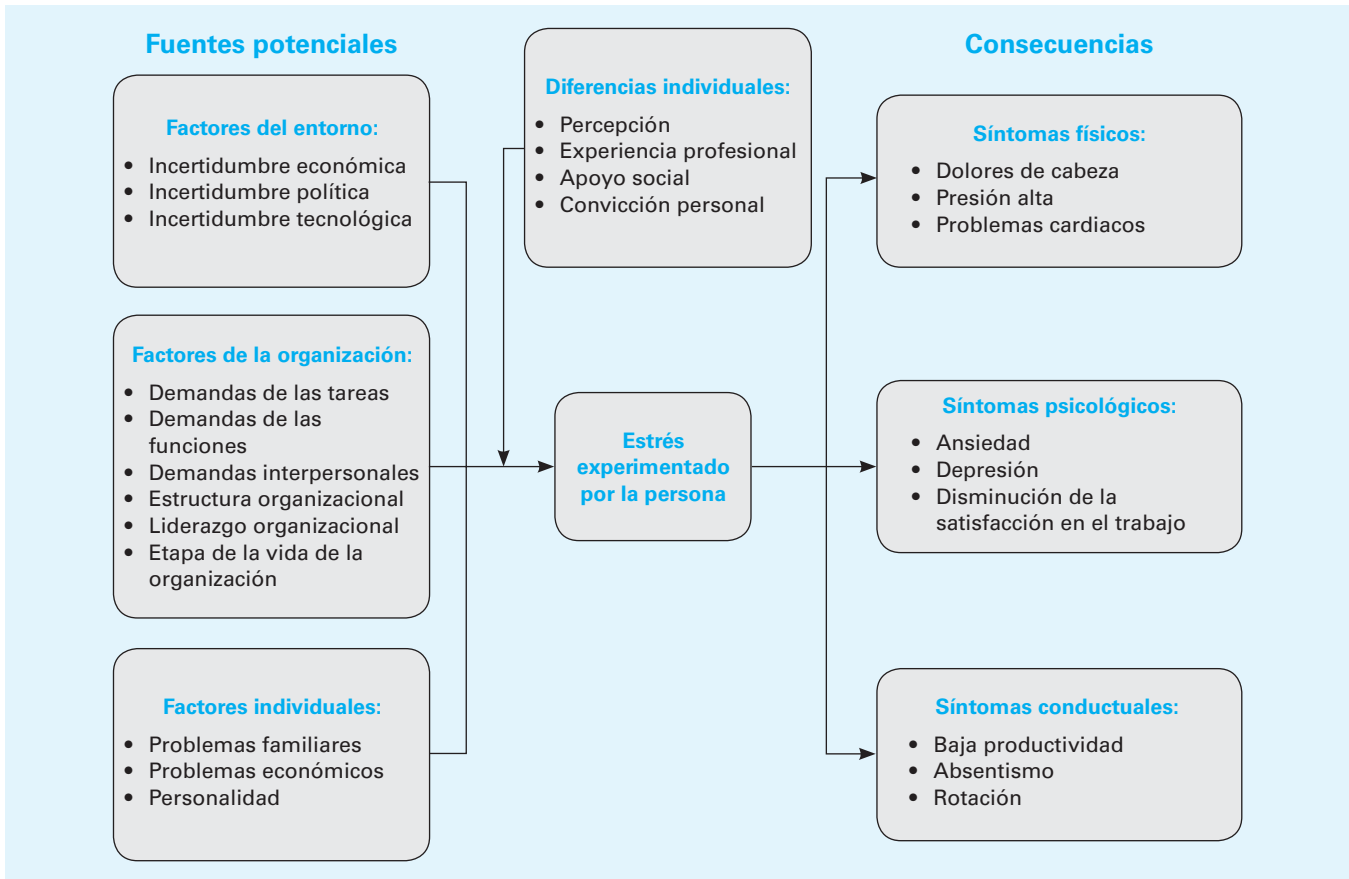 Fuentes potenciales
Factores del entorno:
• Incertidumbre económica
• Incertidumbre política
• Incertidumbre tecnológica
Factores de la organización:
• Demandas de las tareas
• Demandas de las
funciones
• Demandas interpersonales
• Estructura organizacional
• Liderazgo organizacional
• Etapa de la vida de la
organización
Factores individuales:
• Problemas familiares
• Problemas económicos
• Personalidad
Diferencias individuales:
• Percepción
• Experiencia profesional
• Apoyo social
• Convicción personal
Estrés
experimentado
por la persona
Consecuencias
Síntomas físicos:
• Dolores de cabeza
• Presión alta
• Problemas cardiacos
Síntomas psicológicos:
• Ansiedad
• Depresión
• Disminución de la
satisfacción en el trabajo
Síntomas conductuales:
• Baja productividad
• Absentismo
• Rotación